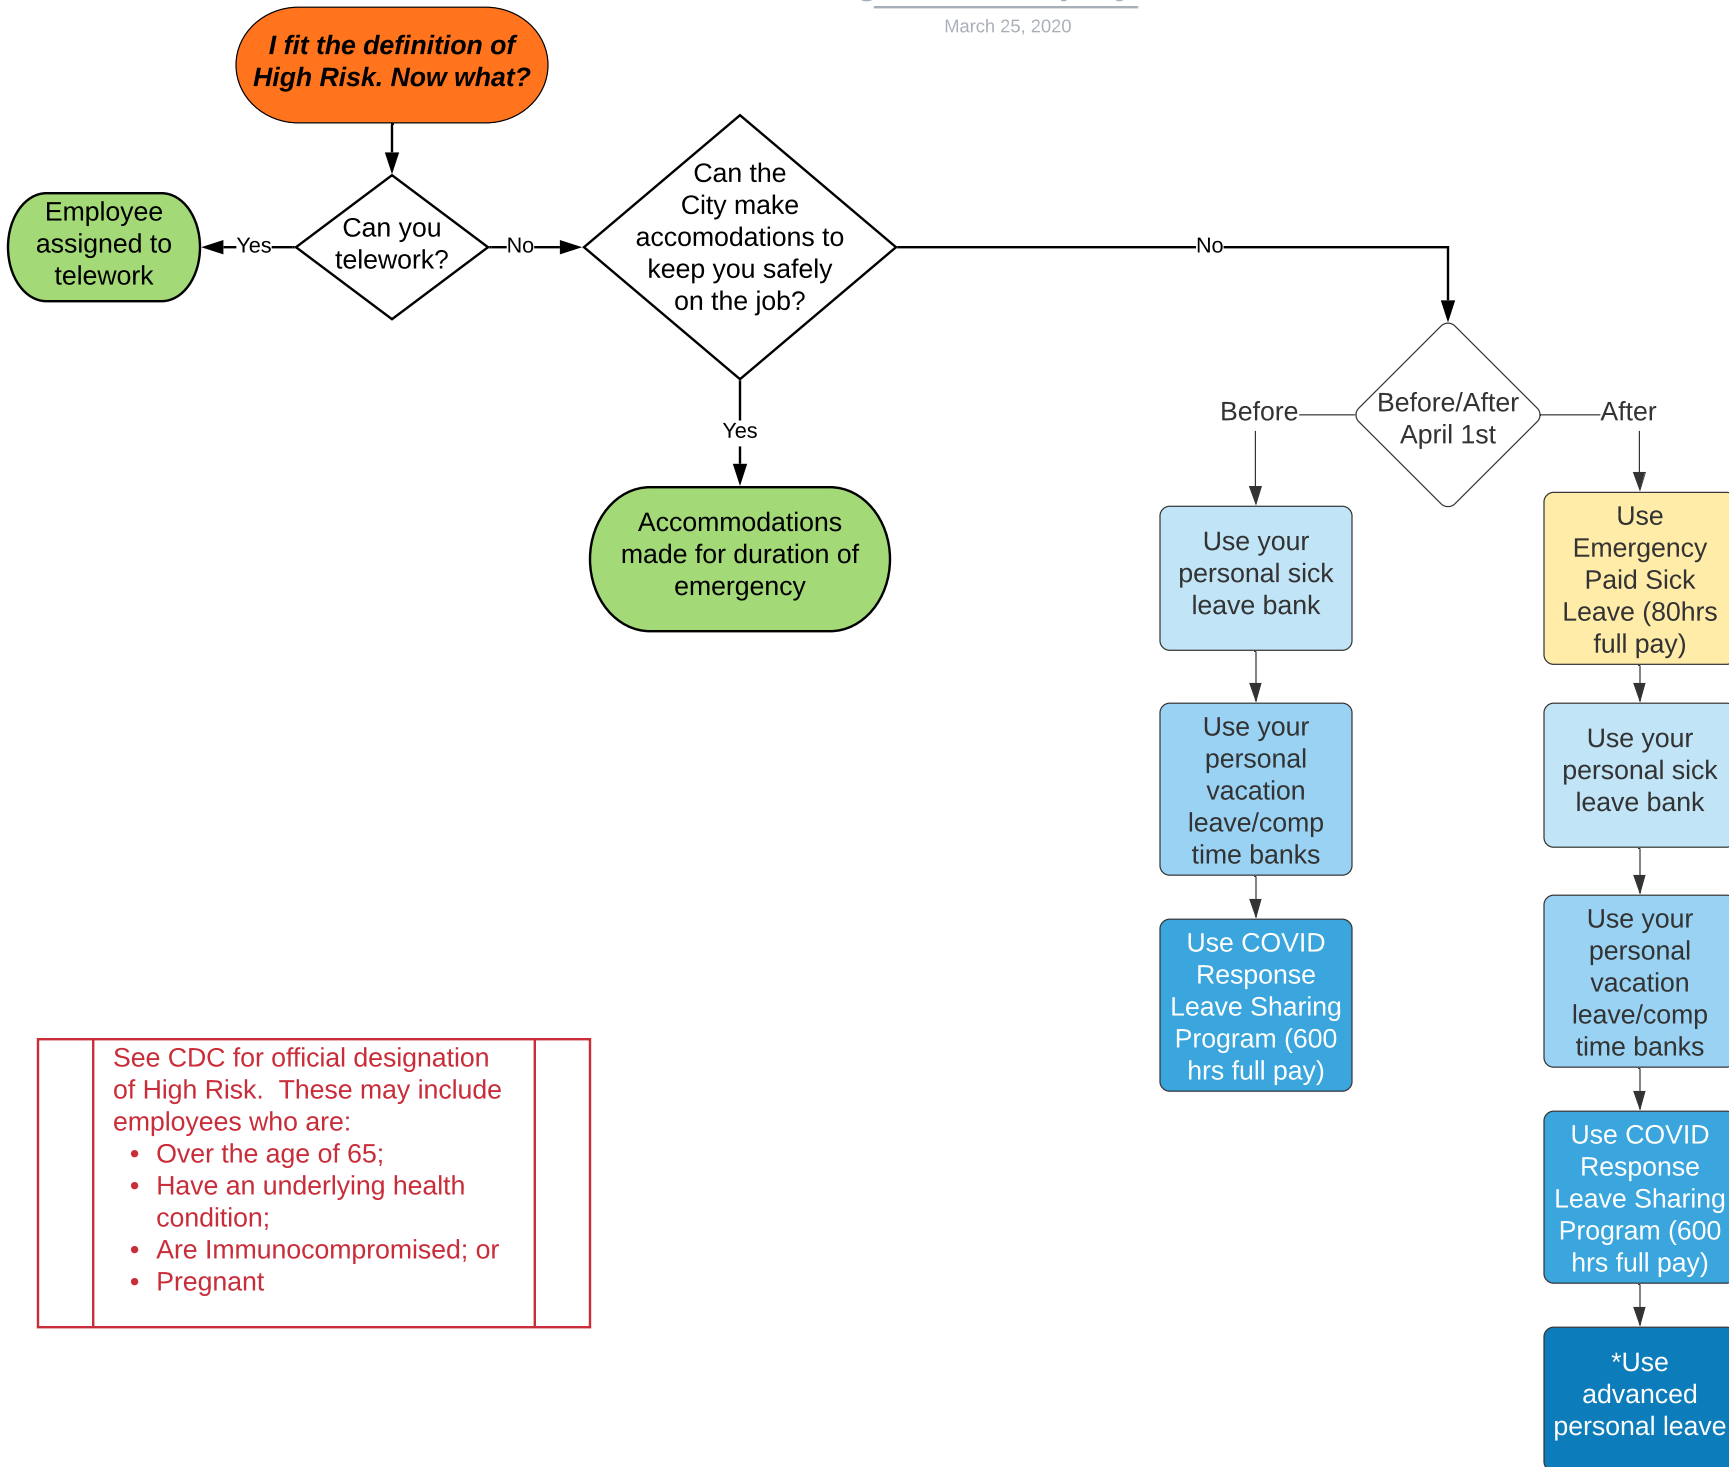 March 25, 2020
I fit the definition of
High Risk. Now what?
Can you
telework?
Yes
Employee
assigned to
telework
No
Can the
City make
accomodations to
keep you safely
on the job?
Yes
Accommodations
made for duration of
emergency
No
Before/After
April 1st
Before
Use your
personal sick
leave bank
Use your
personal
vacation
leave/comp
time banks
Use COVID
Response
Leave Sharing
Program (600
hrs full pay)
After
Use
Emergency
Paid Sick
Leave (80hrs
full pay)
Use your
personal sick
leave bank
Use your
personal
vacation
leave/comp
time banks
Use COVID
Response
Leave Sharing
Program (600
hrs full pay)
*Use
advanced
personal leave
See CDC for official designation
of High Risk.  These may include
employees who are:
• Over the age of 65;
• Have an underlying health
condition;
• Are Immunocompromised; or
• Pregnant